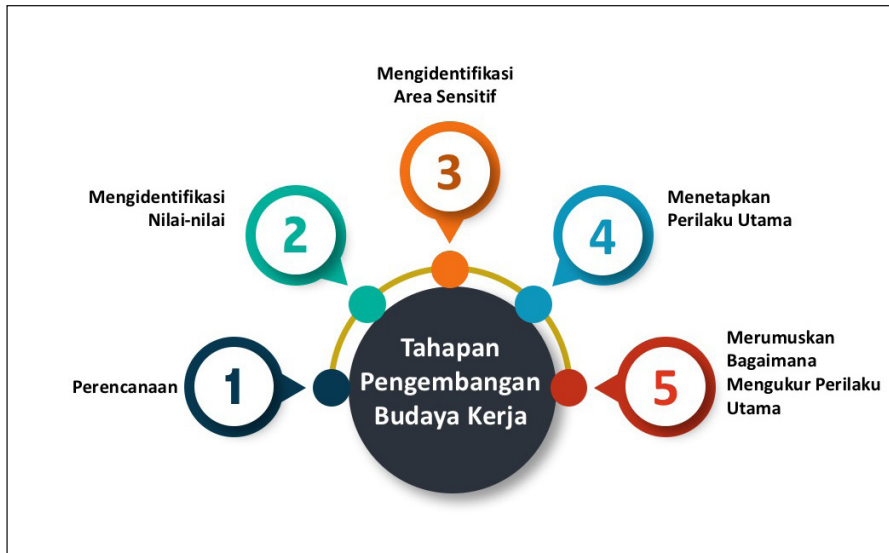 Mengidentifikasi
Area Sensitif
3
Mengidentifikasi
Nilai-nilai
2
Menetapkan
Perilaku Utama
4
Tahapan
Pengembangan
Budaya Kerja
Perencanaan
1
Merumuskan
Bagaimana
Mengukur Perilaku
Utama
5